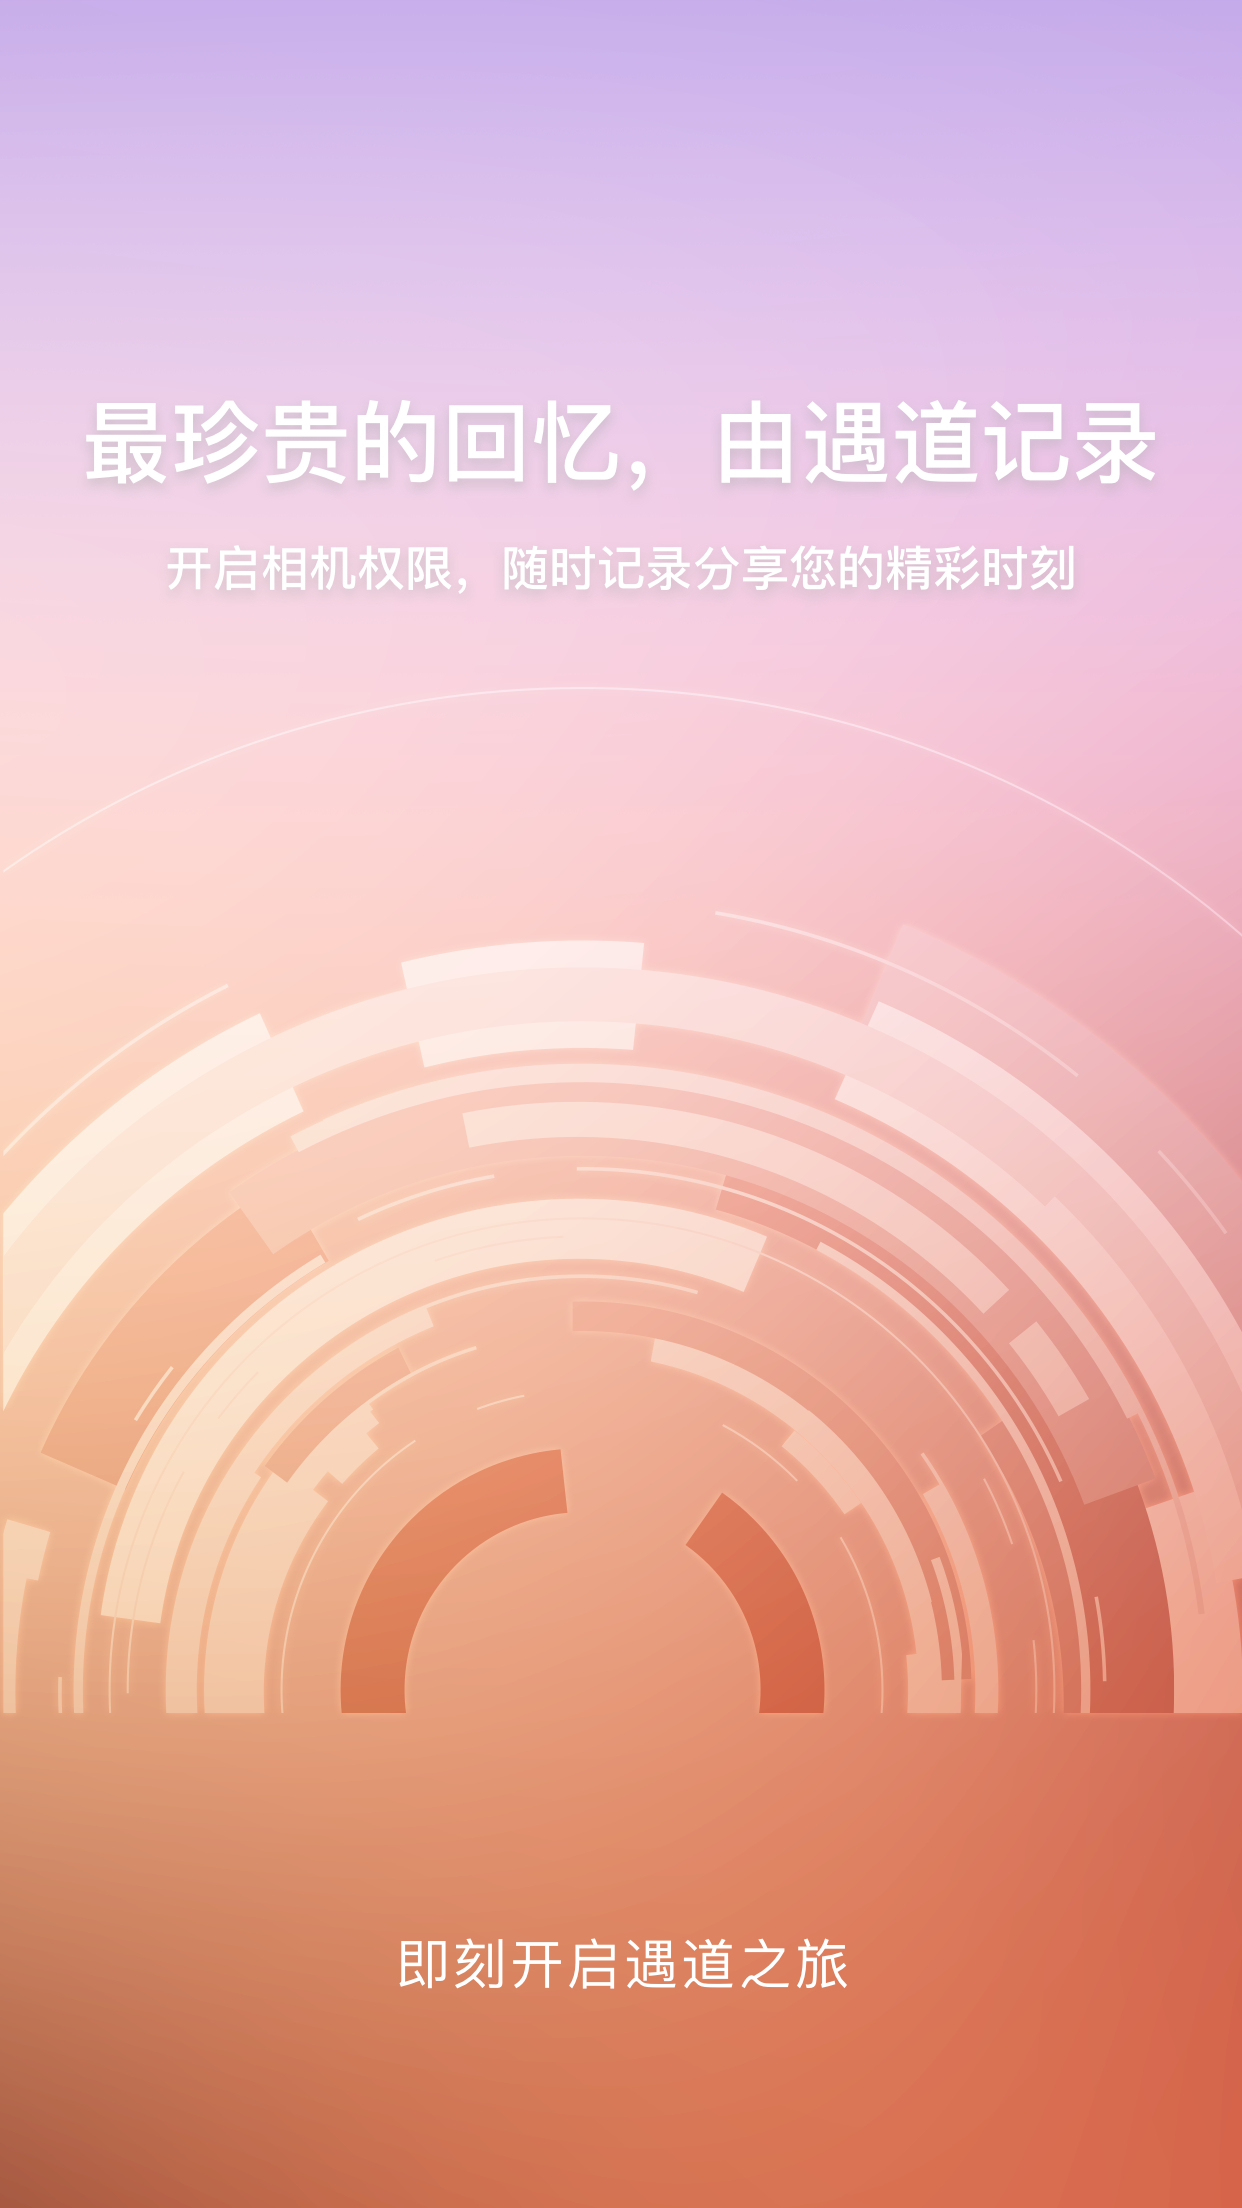 最珍贵的回忆，由遇道记录
开启相机权限，随时记录分享您的精彩时刻
即刻开启遇道之旅